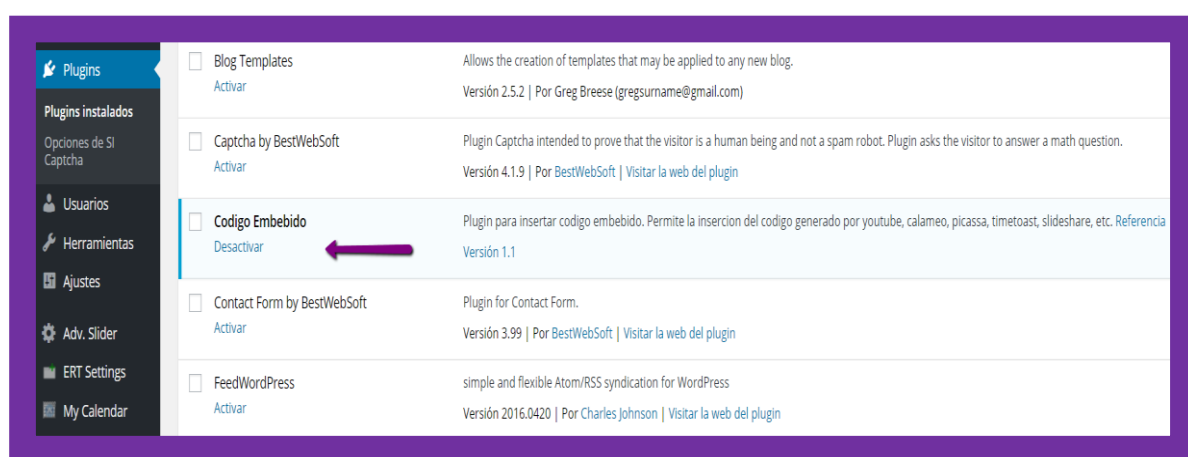 Plugins
Plugins instalados
Opciones de SI
Captcha
Usuarios
Herramientas
Ajustes
Adv. Slider
ERT Settings
My Calendar
Blog Templates
Activar
Allows the creation of templates that may be applied to any new blog.
Versión 2.5.2 | Por Greg Breese (gregsurname@gmail.com)
Captcha by BestWebSoft
Activar
Plugin Captcha intended to prove that the visitor is a human being and not a spam robot. Plugin asks the visitor to answer a math question.
Versión 4.1.9 | Por BestWebSoft | Visitar la web del plugin
Codigo Embebido
Desactivar
Plugin para insertar codigo embebido. Permite la insercion del codigo generado por youtube, calameo, picassa, timetoast, slideshare, etc. Referencia
Versión 1.1
Contact Form by BestWebSoft
Activar
Plugin for Contact Form.
Versión 3.99 | Por BestWebSoft | Visitar la web del plugin
FeedWordPress
Activar
simple and flexible Atom/RSS syndication for WordPress
Versión 2016.0420 | Por Charles Johnson | Visitar la web del plugin